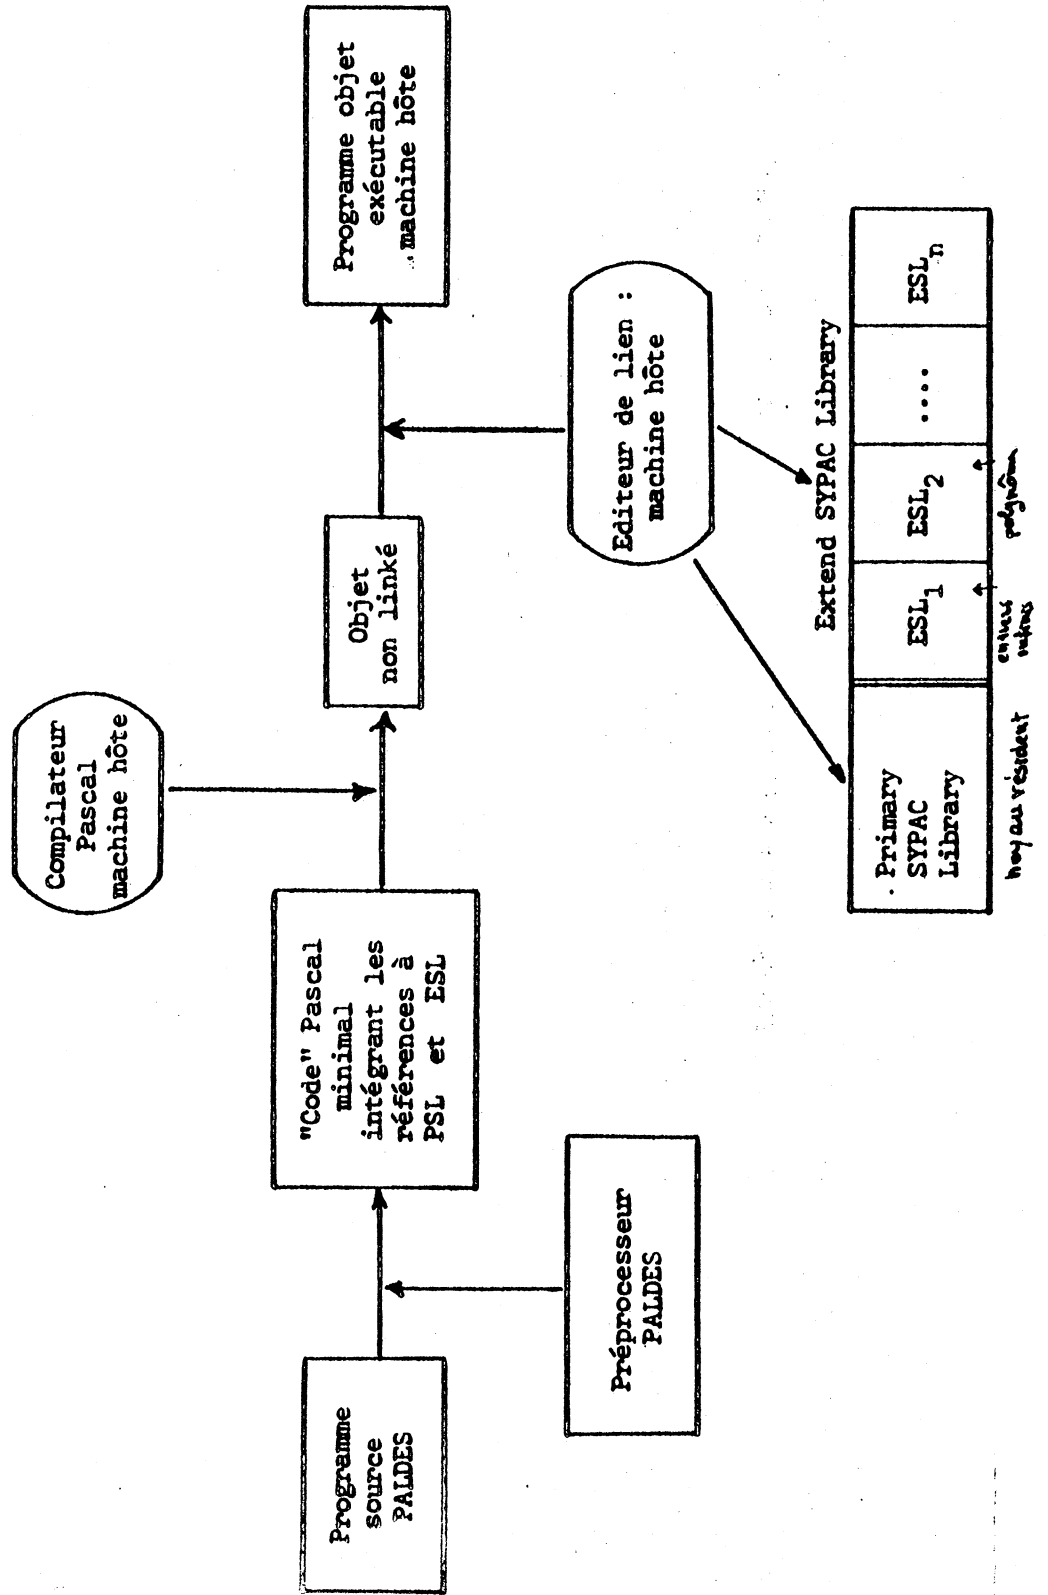 Compilateur
Pascal
machine hôte
Programme
source
PALDES
"Code" Pascal
minimal
intégrant les
références à
PSL et ESL
Objet
non linké
Programme objet
exécutable
machine hôte
Préprocesseur
PALDES
Editeur de lien :
machine hôte
Extend SYPAC Library
Primary
SYPAC
Library
ESL1
ESL2
....
ESLn
noyau résident
entiers
polynôm